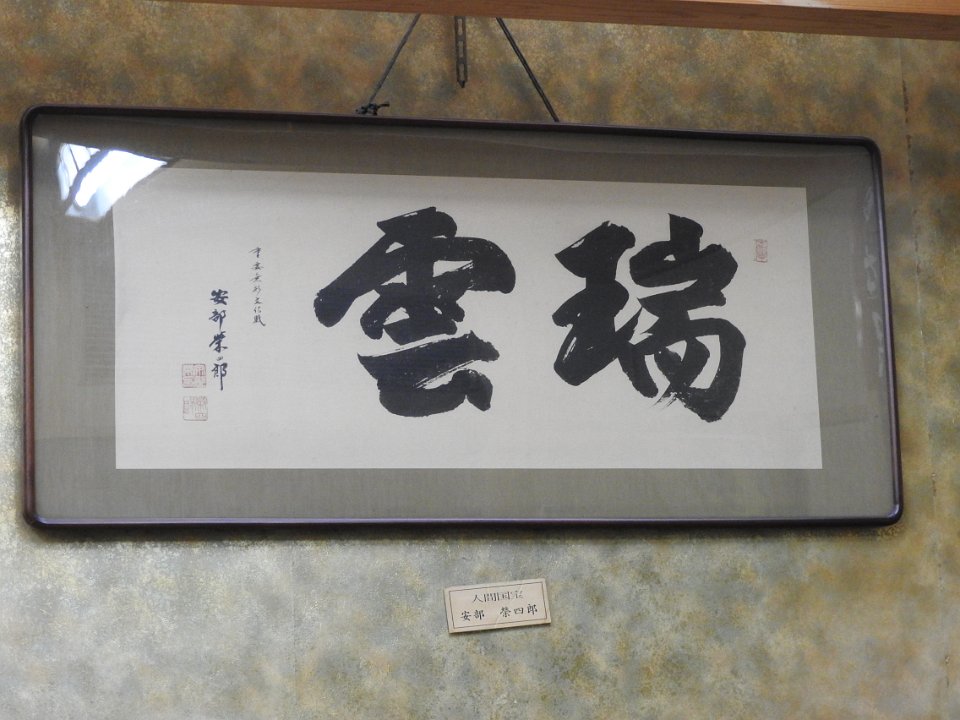 瑞雲
安部榮四郎
人間国宝
安部 榮四郎